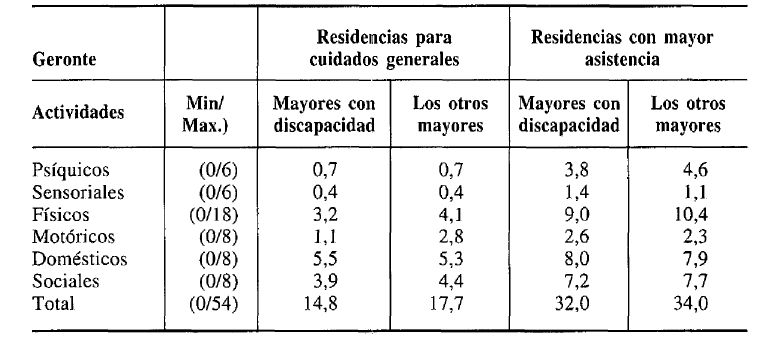 Geronte Residencias para cuidados generales Residencias con mayor asistencia
Actividades Min/ Max.) Mayores con discapacidad Los otros mayores Mayores con discapacidad Los otros mayores
Psíquicos (0/6) 0,7 0,7 3,8 4,6
Sensoriales (0/6) 0,4 0,4 1,4 1,1
Físicos (0/18) 3,2 4,1 9,0 10,4
Motóricos (0/8) 1,1 2,8 2,6 2,3
Domésticos (0/8) 5,5 5,3 8,0 7,9
Sociales (0/8) 3,9 4,4 7,2 7,7
Total (0/54) 14,8 17,7 32,0 34,0